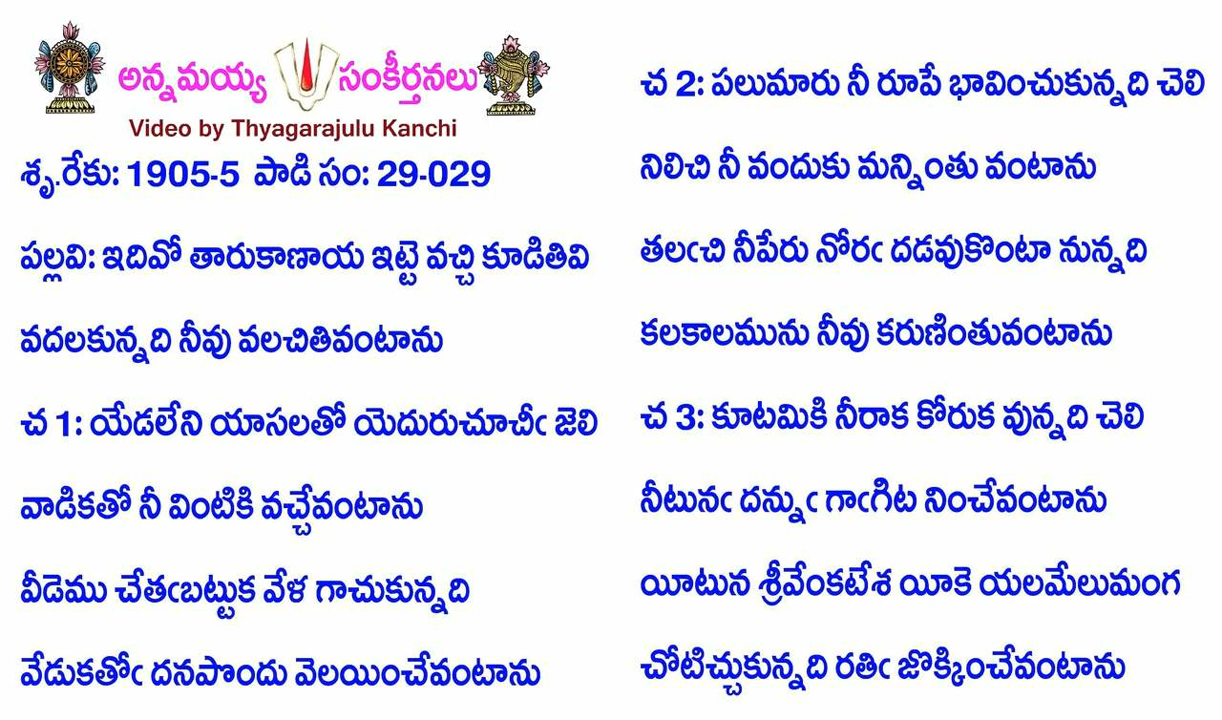 అన్నమయ్య సంకీర్తనలు
Video by Thyagarajulu Kanchi
శృ.రేకు: 1905-5 పాడి సం: 29-029
పల్లవి: ఇదివో తారుకాణాయ ఇట్టె వచ్చి కూడితివి
వదలకున్నది నీవు వలచితివంటాను
చ 1: యేడలేని యాసలతో యెదురుచూచీఁ జెలి
వాడికతో నీ వింటికి వచ్చేవంటాను
వీడెము చేతఁబట్టుక వేళ గాచుకున్నది
వేడుకతోఁ దనపొందు వెలయించేవంటాను
చ 2: పలుమారు నీ రూపే భావించుకున్నది చెలి
నిలిచి నీ వందుకు మన్నింతు వంటాను
తలఁచి నీపేరు నోరఁ దడవుకొంటా నున్నది
కలకాలమును నీవు కరుణింతువంటాను
చ 3: కూటమికి నీరాక కోరుక వున్నది చెలి
నీటునఁ దన్నుఁ గాఁగిట నించేవంటాను
యీటున శ్రీవేంకటేశ యీకె యలమేలుమంగ
చోటిచ్చుకున్నది రతిఁ జొక్కించేవంటాను